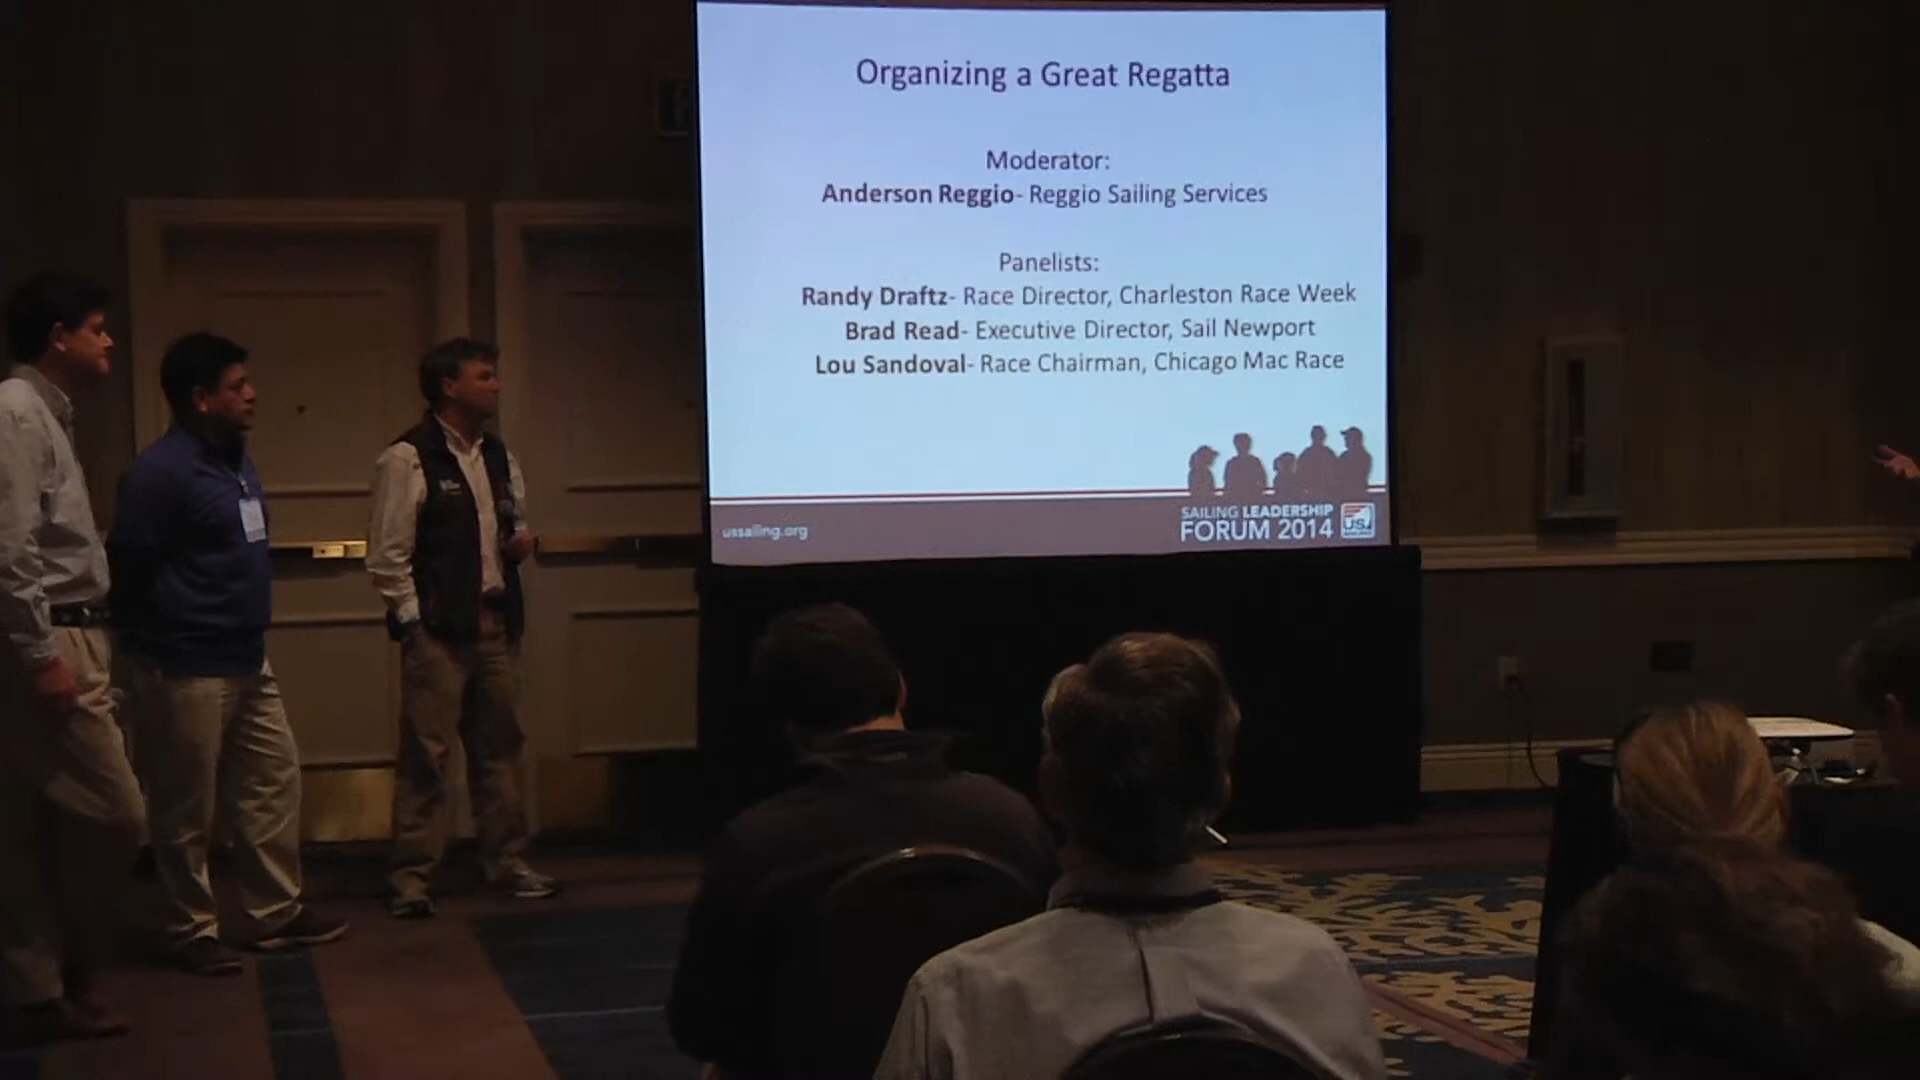 Organizing a Great Regatta
Moderator:
Anderson Reggio- Reggio Sailing Services
Panelists:
Randy Draftz- Race Director, Charleston Race Week
Brad Read- Executive Director, Sail Newport
Lou Sandoval- Race Chairman, Chicago Mac Race
ussailing.org
SAILING LEADERSHIP
FORUM 2014
US